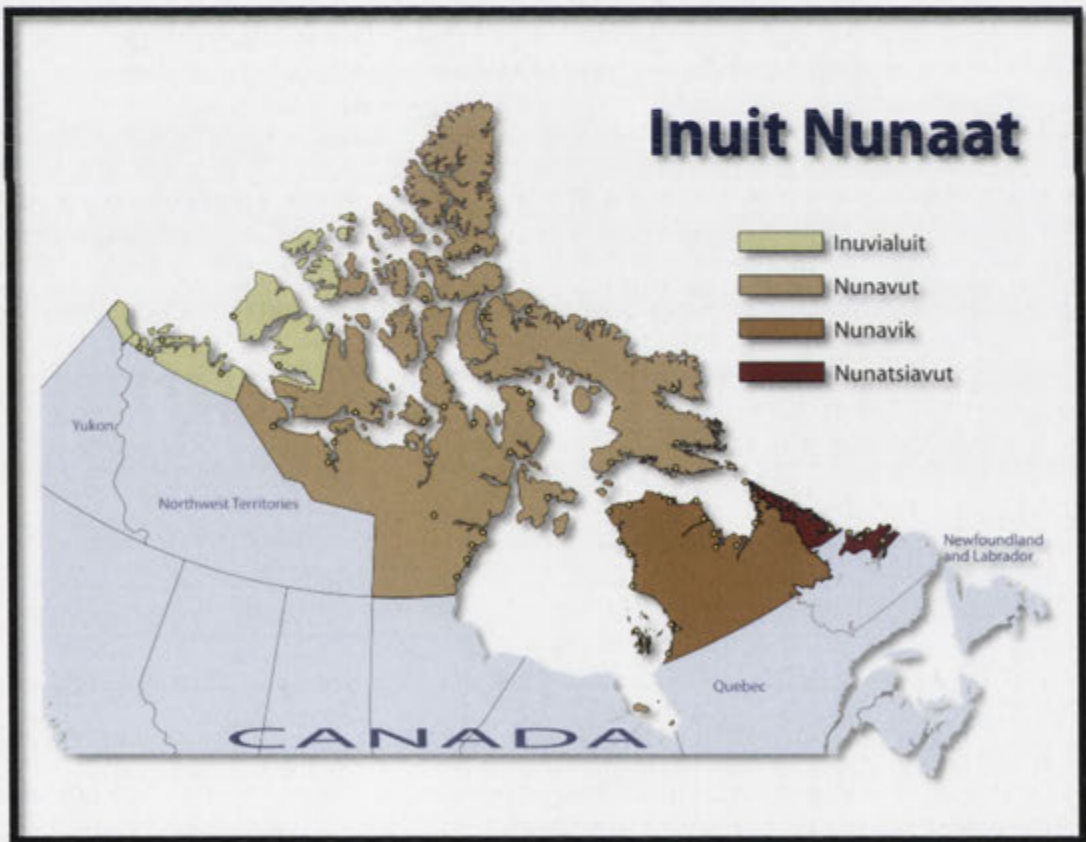 Inuit Nunaat
Inuvialuit
Nunavut
Nunavik
Nunatsiavut
Yukon
Northwest Territories
Newfoundland
and Labrador
Quebec
CANADA